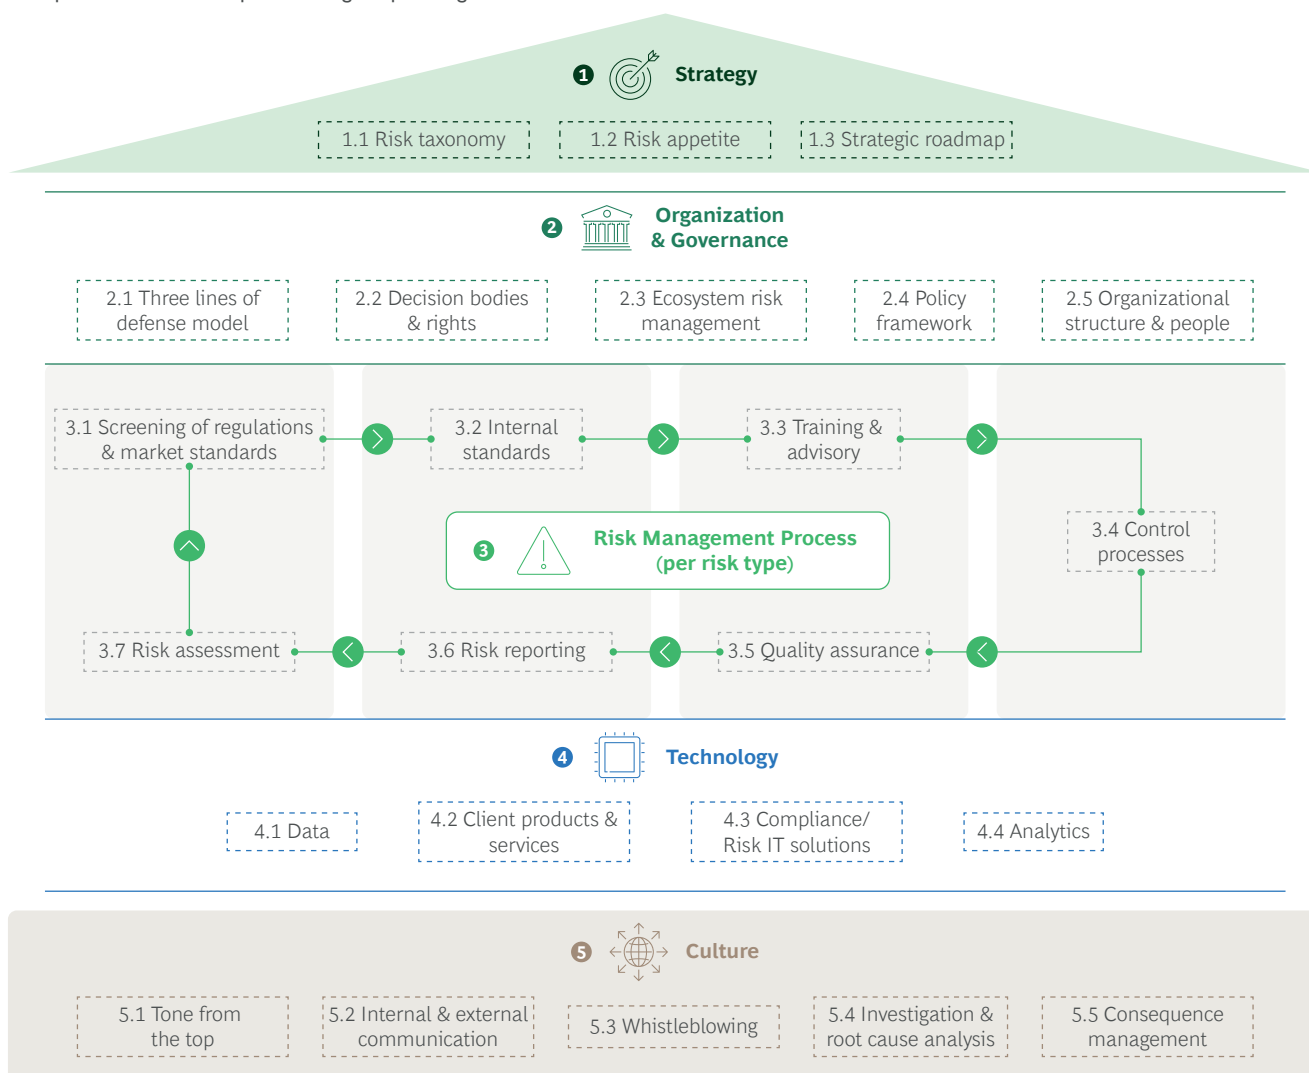 1 Strategy
1.1 Risk taxonomy
1.2 Risk appetite
1.3 Strategic roadmap
2 Organization
& Governance
2.1 Three lines of
defense model
2.2 Decision bodies
& rights
2.3 Ecosystem risk
management
2.4 Policy
framework
2.5 Organizational
structure & people
3.1 Screening of regulations
& market standards
3.2 Internal
standards
3.3 Training &
advisory
3.4 Control
processes
3 Risk Management Process
(per risk type)
3.7 Risk assessment
3.6 Risk reporting
3.5 Quality assurance
4 Technology
4.1 Data
4.2 Client products &
services
4.3 Compliance/
Risk IT solutions
4.4 Analytics
5 Culture
5.1 Tone from
the top
5.2 Internal & external
communication
5.3 Whistleblowing
5.4 Investigation &
root cause analysis
5.5 Consequence
management